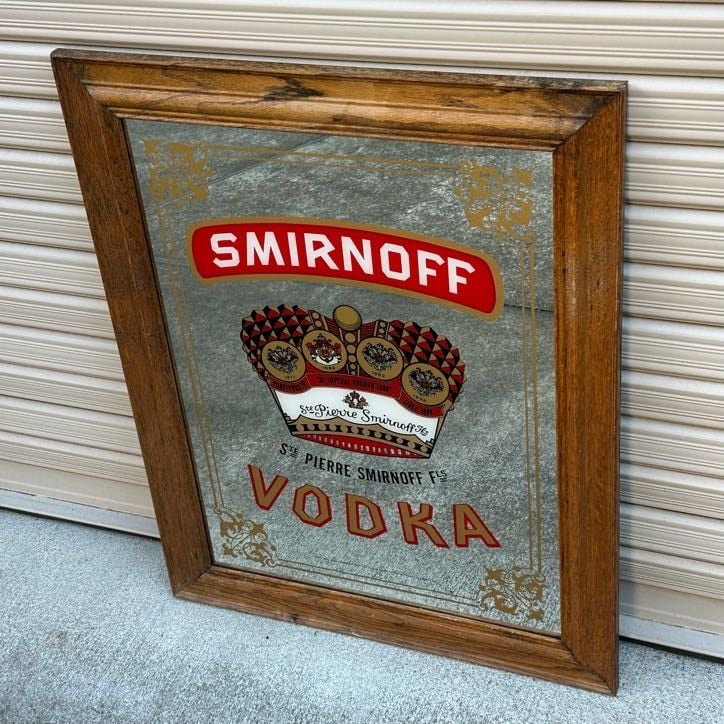 SMIRNOFF
Ste Pierre Smirnoff Fls
STE PIERRE SMIRNOFF FLS
VODKA